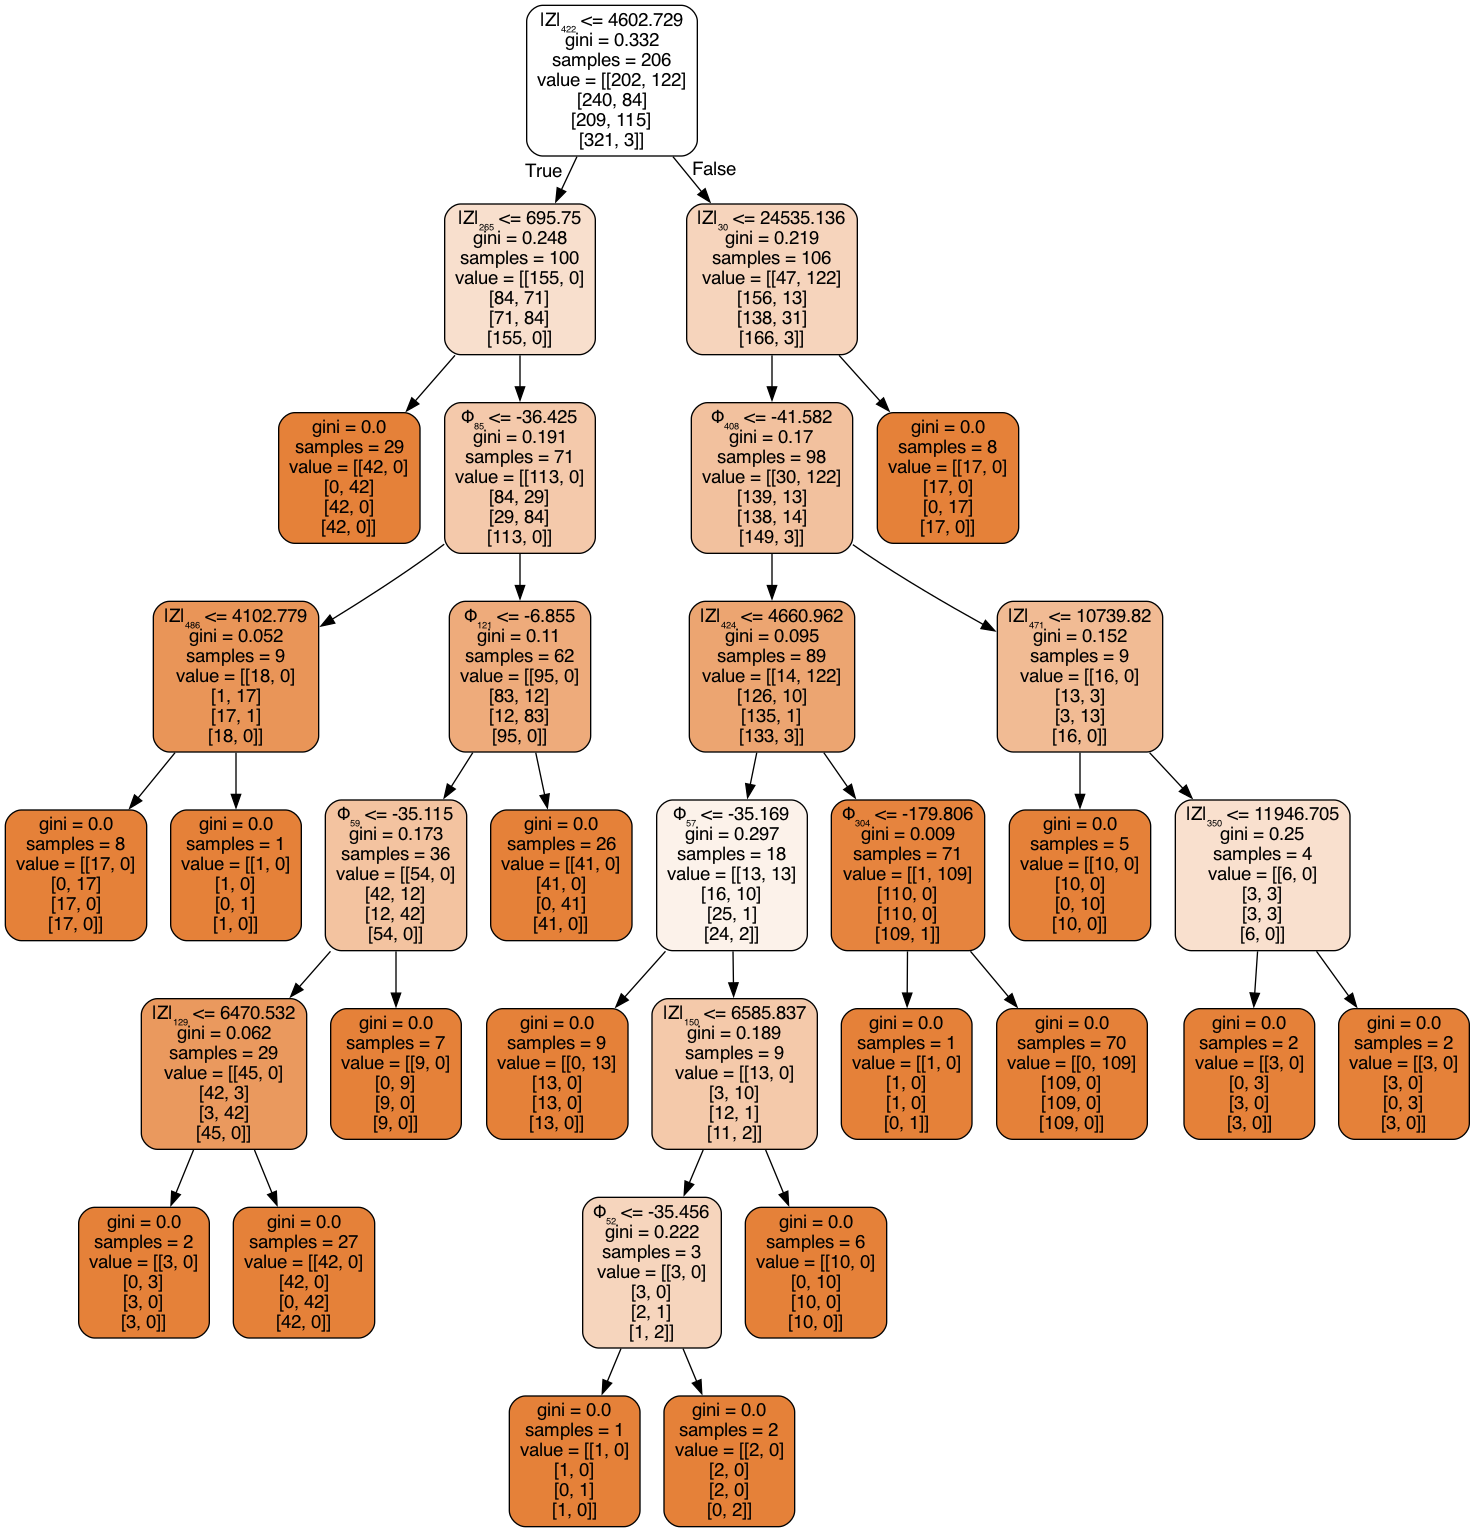 |Z|₄₂₂ <= 4602.729
gini = 0.332
samples = 206
value = [[202, 122]
[240, 84]
[209, 115]
[321, 3]]
True
False
|Z|₂₆₅ <= 695.75
gini = 0.248
samples = 100
value = [[155, 0]
[84, 71]
[71, 84]
[155, 0]]
|Z|₃₀ <= 24535.136
gini = 0.219
samples = 106
value = [[47, 122]
[156, 13]
[138, 31]
[166, 3]]
gini = 0.0
samples = 29
value = [[42, 0]
[0, 42]
[42, 0]
[42, 0]]
Φ₈₅ <= -36.425
gini = 0.191
samples = 71
value = [[113, 0]
[84, 29]
[29, 84]
[113, 0]]
Φ₄₀₈ <= -41.582
gini = 0.17
samples = 98
value = [[30, 122]
[139, 13]
[138, 14]
[149, 3]]
gini = 0.0
samples = 8
value = [[17, 0]
[17, 0]
[0, 17]
[17, 0]]
|Z|₄₈₆ <= 4102.779
gini = 0.052
samples = 9
value = [[18, 0]
[1, 17]
[17, 1]
[18, 0]]
Φ₁₂₁ <= -6.855
gini = 0.11
samples = 62
value = [[95, 0]
[83, 12]
[12, 83]
[95, 0]]
|Z|₄₂₄ <= 4660.962
gini = 0.095
samples = 89
value = [[14, 122]
[126, 10]
[135, 1]
[133, 3]]
|Z|₄₇₁ <= 10739.82
gini = 0.152
samples = 9
value = [[16, 0]
[13, 3]
[3, 13]
[16, 0]]
gini = 0.0
samples = 8
value = [[17, 0]
[0, 17]
[17, 0]
[17, 0]]
gini = 0.0
samples = 1
value = [[1, 0]
[1, 0]
[0, 1]
[1, 0]]
Φ₅₉ <= -35.115
gini = 0.173
samples = 36
value = [[54, 0]
[42, 12]
[12, 42]
[54, 0]]
gini = 0.0
samples = 26
value = [[41, 0]
[41, 0]
[0, 41]
[41, 0]]
Φ₅₇ <= -35.169
gini = 0.297
samples = 18
value = [[13, 13]
[16, 10]
[25, 1]
[24, 2]]
Φ₃₀₄ <= -179.806
gini = 0.009
samples = 71
value = [[1, 109]
[110, 0]
[110, 0]
[109, 1]]
gini = 0.0
samples = 5
value = [[10, 0]
[10, 0]
[0, 10]
[10, 0]]
|Z|₃₅₀ <= 11946.705
gini = 0.25
samples = 4
value = [[6, 0]
[3, 3]
[3, 3]
[6, 0]]
|Z|₁₂₉ <= 6470.532
gini = 0.062
samples = 29
value = [[45, 0]
[42, 3]
[3, 42]
[45, 0]]
gini = 0.0
samples = 7
value = [[9, 0]
[0, 9]
[9, 0]
[9, 0]]
gini = 0.0
samples = 9
value = [[0, 13]
[13, 0]
[13, 0]
[13, 0]]
|Z|₁₅₀ <= 6585.837
gini = 0.189
samples = 9
value = [[13, 0]
[3, 10]
[12, 1]
[11, 2]]
gini = 0.0
samples = 1
value = [[1, 0]
[1, 0]
[1, 0]
[0, 1]]
gini = 0.0
samples = 70
value = [[0, 109]
[109, 0]
[109, 0]
[109, 0]]
gini = 0.0
samples = 2
value = [[3, 0]
[0, 3]
[3, 0]
[3, 0]]
gini = 0.0
samples = 2
value = [[3, 0]
[3, 0]
[0, 3]
[3, 0]]
gini = 0.0
samples = 2
value = [[3, 0]
[0, 3]
[3, 0]
[3, 0]]
gini = 0.0
samples = 27
value = [[42, 0]
[42, 0]
[0, 42]
[42, 0]]
Φ₅₂ <= -35.456
gini = 0.222
samples = 3
value = [[3, 0]
[3, 0]
[2, 1]
[1, 2]]
gini = 0.0
samples = 6
value = [[10, 0]
[0, 10]
[10, 0]
[10, 0]]
gini = 0.0
samples = 1
value = [[1, 0]
[1, 0]
[0, 1]
[1, 0]]
gini = 0.0
samples = 2
value = [[2, 0]
[2, 0]
[2, 0]
[0, 2]]